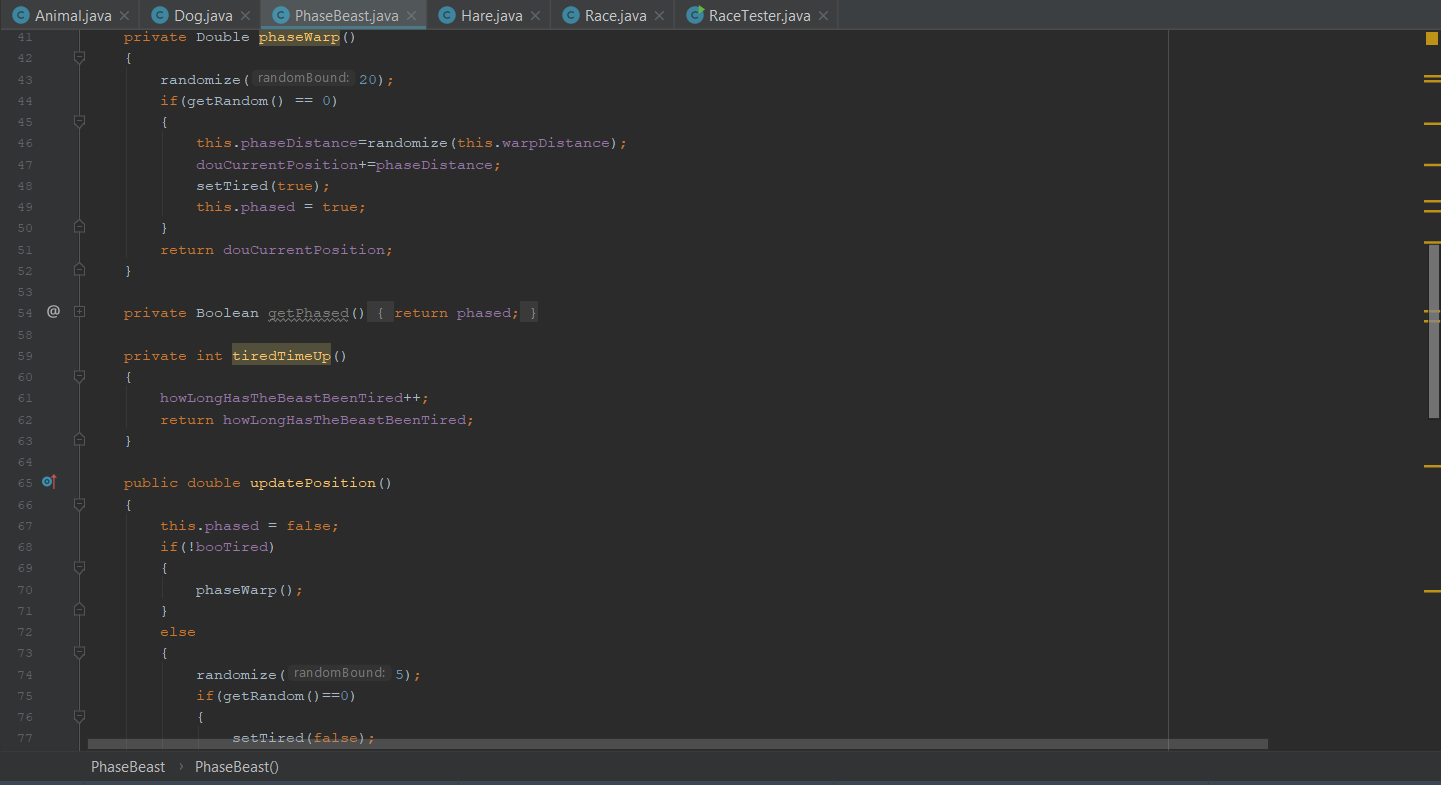 Animal.java Dog.java PhaseBeast.java Hare.java Race.java RaceTester.java
41 private Double phaseWarp()
42 {
43 randomize( randomBound: 20);
44 if(getRandom() == 0)
45 {
46 this.phaseDistance=randomize(this.warpDistance);
47 douCurrentPosition+=phaseDistance;
48 setTired(true);
49 this.phased = true;
50 }
51 return douCurrentPosition;
52 }
53
54 @ private Boolean getPhased() { return phased; }
58
59 private int tiredTimeUp()
60 {
61 howLongHasTheBeastBeenTired++;
62 return howLongHasTheBeastBeenTired;
63 }
64
65 public double updatePosition()
66 {
67 this.phased = false;
68 if(!booTired)
69 {
70 phaseWarp();
71 }
72 else
73 {
74 randomize( randomBound: 5);
75 if(getRandom()==0)
76 {
77 setTired(false);
PhaseBeast › PhaseBeast()